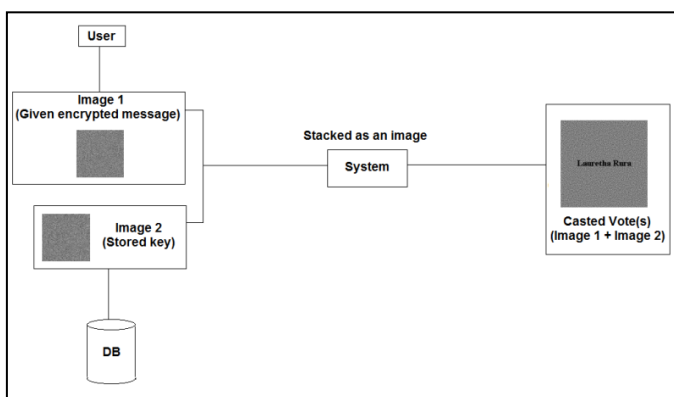 User
Image 1
(Given encrypted message)
Stacked as an image
System
Lauretha Rura
Casted Vote(s)
(Image 1 + Image 2)
Image 2
(Stored key)
DB